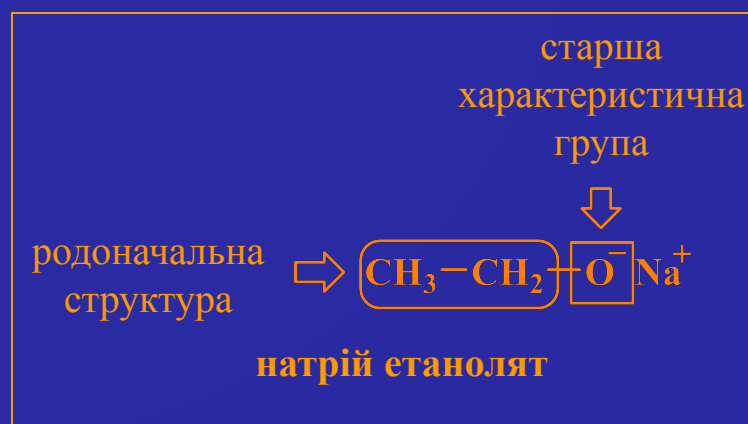 старша
характеристична
група
родоначальна
структура
CH₃−CH₂−O⁻Na⁺
натрій етанолят